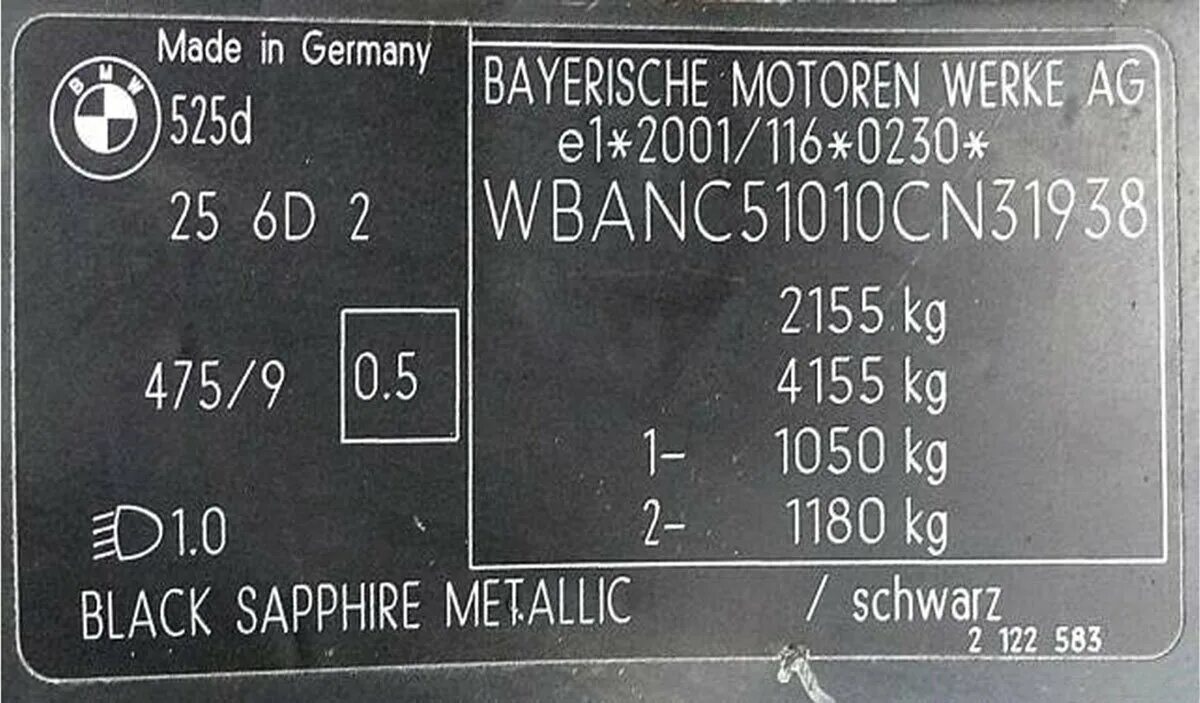 Made in Germany
BMW
525d
25 6D 2
475/9
0.5
1.0
BAYERISCHE MOTOREN WERKE AG
e1*2001/116*0230*
WBANC51010CN31938
2155 kg
4155 kg
1- 1050 kg
2- 1180 kg
BLACK SAPPHIRE METALLIC / schwarz
2 122 583